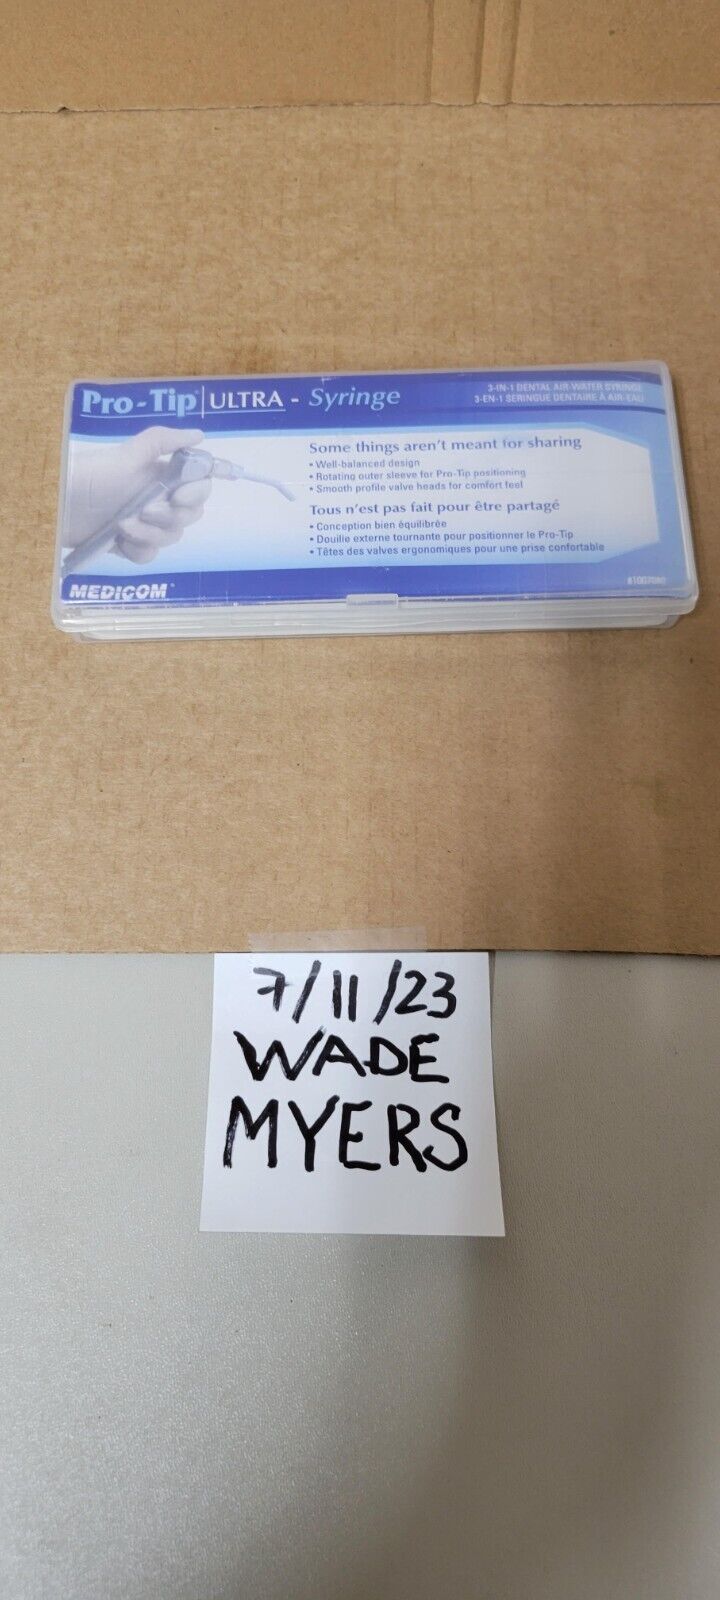 Pro-Tip ULTRA - Syringe
3-IN-1 DENTAL AIR-WATER SYRINGE
3-EN-1 SERINGUE DENTAIRE À AIR-EAU
Some things aren't meant for sharing
• Well-balanced design
• Rotating outer sleeve for Pro-Tip positioning
• Smooth profile valve heads for comfort feel
Tous n'est pas fait pour être partagé
• Conception bien équilibrée
• Douilie externe tournante pour positionner le Pro-Tip
• Têtes des valves ergonomiques pour une prise confortable
MEDICOM
7/11/23
WADE
MYERS